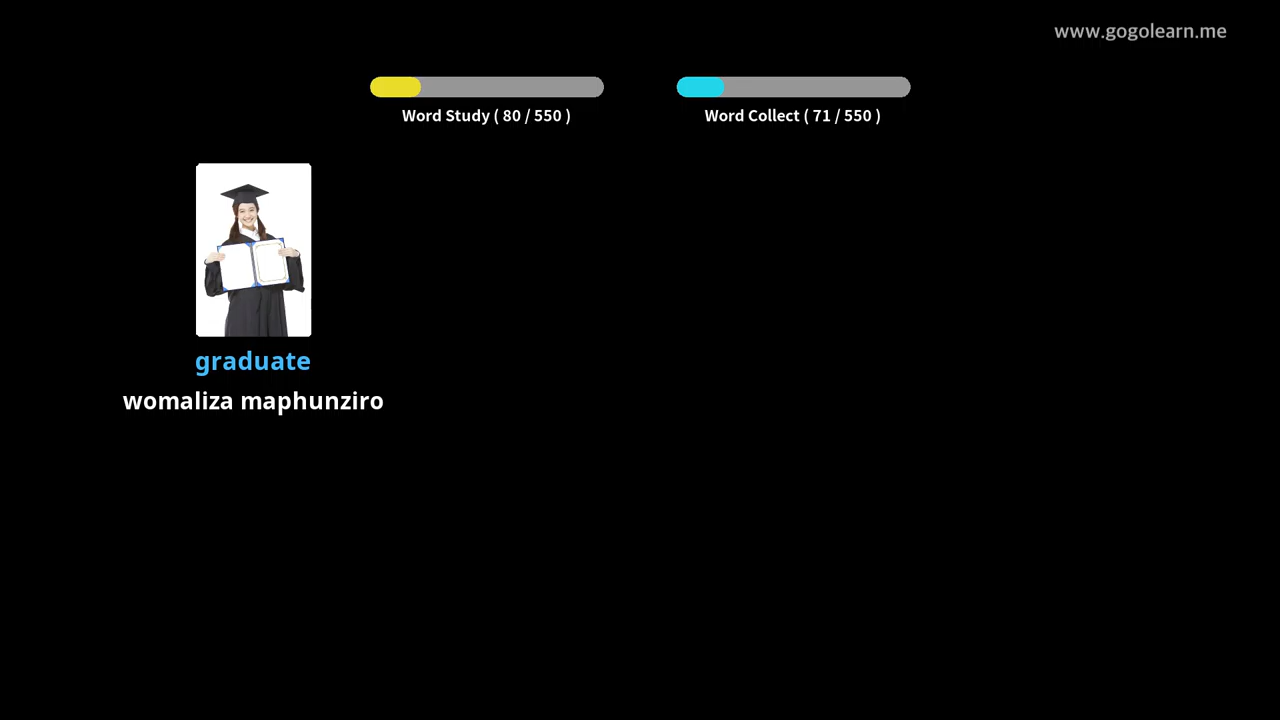 www.gogolearn.me
Word Study ( 80 / 550 )
Word Collect ( 71 / 550 )
graduate
womaliza maphunziro